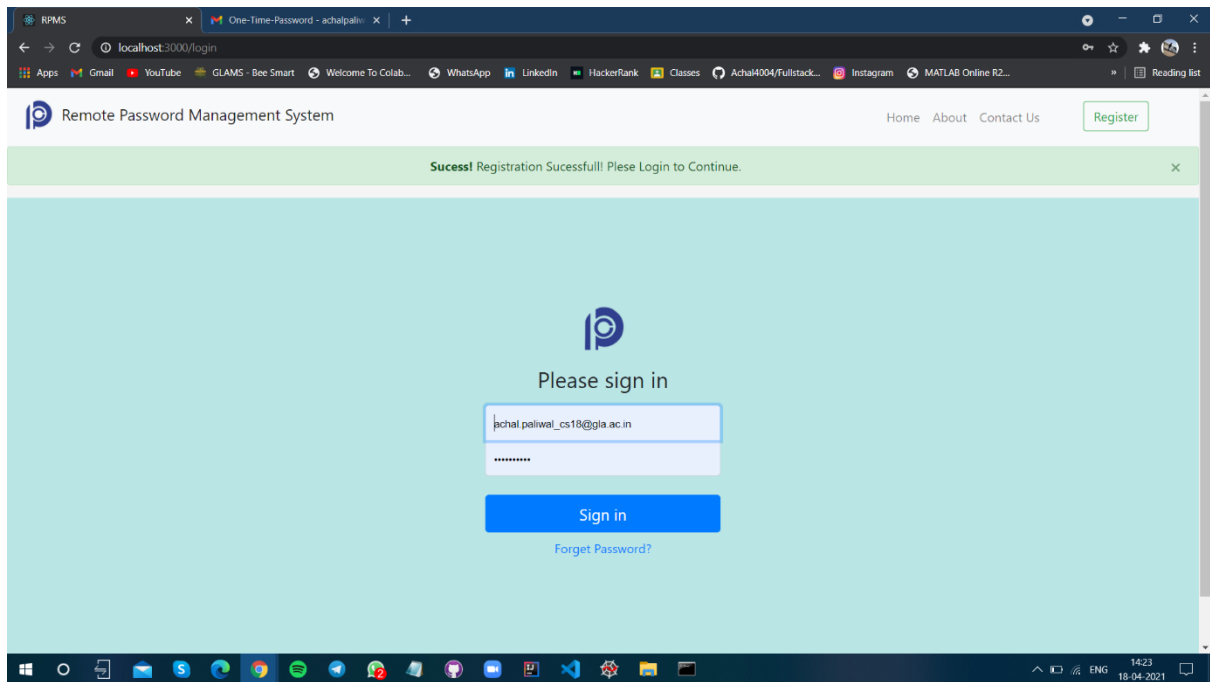 RPMS
One-Time-Password - achalpaliw
localhost:3000/login
Apps Gmail YouTube GLAMS - Bee Smart Welcome To Colab... WhatsApp LinkedIn HackerRank Classes Achal4004/Fullstack... Instagram MATLAB Online R2... » Reading list
Remote Password Management System Home About Contact Us Register
Sucess! Registration Sucessfull! Plese Login to Continue. ×
Please sign in
achal.paliwal_cs18@gla.ac.in
••••••••••
Sign in
Forget Password?
ENG 14:23
18-04-2021